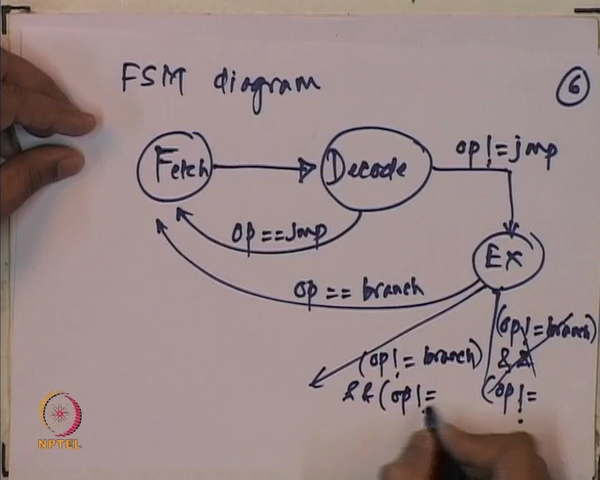 FSM diagram
6
Fetch
Decode
op!=jmp
op==jmp
Ex
op == branch
(op!= branch)
&&(op!=
(op!= branch)
&&
(op!=
NPTEL